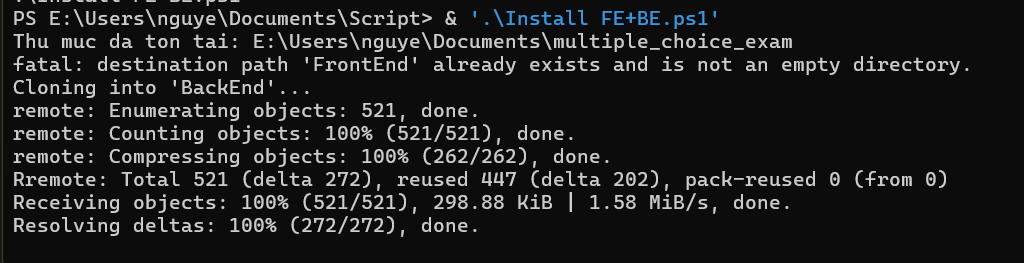 PS E:\Users\nguye\Documents\Script> & '.\Install FE+BE.ps1'
Thu muc da ton tai: E:\Users\nguye\Documents\multiple_choice_exam
fatal: destination path 'FrontEnd' already exists and is not an empty directory.
Cloning into 'BackEnd'...
remote: Enumerating objects: 521, done.
remote: Counting objects: 100% (521/521), done.
remote: Compressing objects: 100% (262/262), done.
Rremote: Total 521 (delta 272), reused 447 (delta 202), pack-reused 0 (from 0)
Receiving objects: 100% (521/521), 298.88 KiB | 1.58 MiB/s, done.
Resolving deltas: 100% (272/272), done.